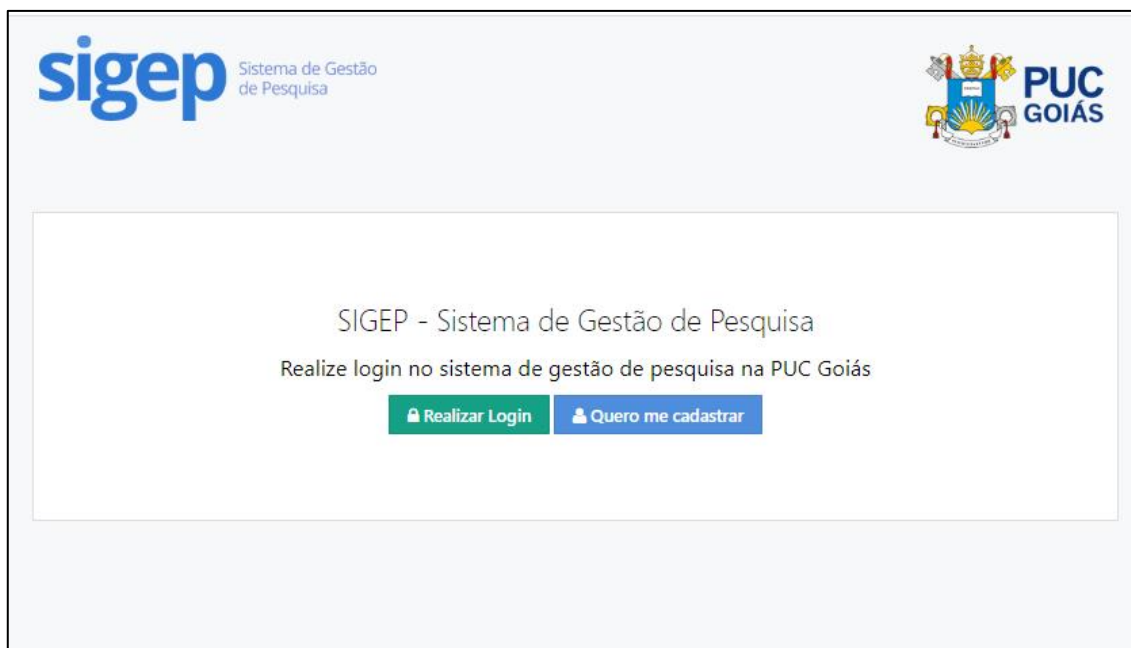 sigep
Sistema de Gestão
de Pesquisa
PUC
GOIÁS
SIGEP - Sistema de Gestão de Pesquisa
Realize login no sistema de gestão de pesquisa na PUC Goiás
Realizar Login
Quero me cadastrar